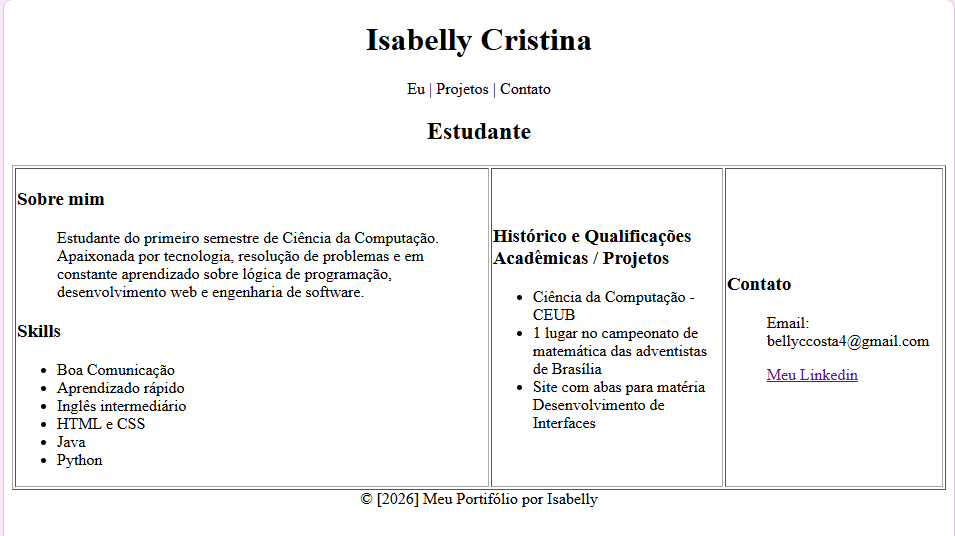 Isabelly Cristina
Eu | Projetos | Contato
Estudante
Sobre mim
Estudante do primeiro semestre de Ciência da Computação.
Apaixonada por tecnologia, resolução de problemas e em
constante aprendizado sobre lógica de programação,
desenvolvimento web e engenharia de software.
Skills
Boa Comunicação
Aprendizado rápido
Inglês intermediário
HTML e CSS
Java
Python
Histórico e Qualificações
Acadêmicas / Projetos
Ciência da Computação -
CEUB
1 lugar no campeonato de
matemática das adventistas
de Brasília
Site com abas para matéria
Desenvolvimento de
Interfaces
Contato
Email:
bellyccosta4@gmail.com
Meu Linkedin
© [2026] Meu Portifólio por Isabelly